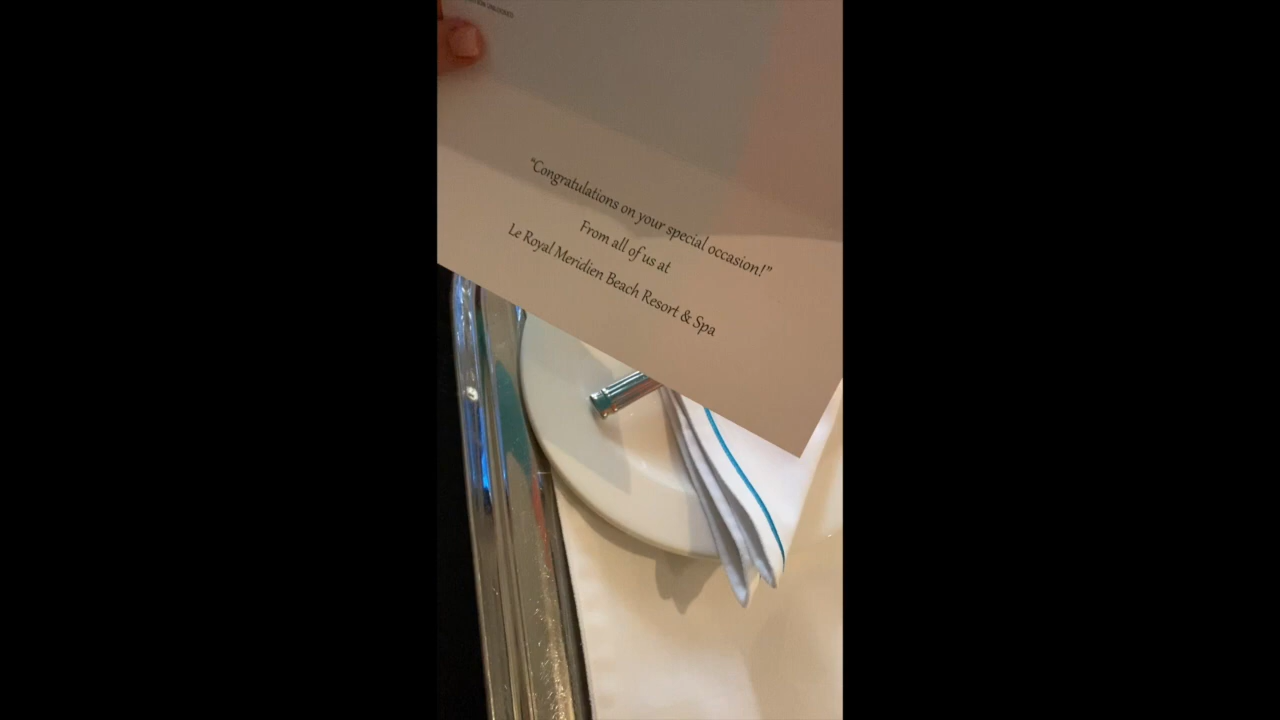 “Congratulations on your special occasion!”
From all of us at
Le Royal Meridien Beach Resort & Spa